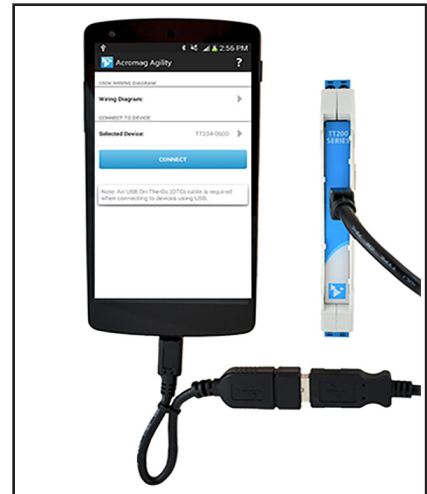 2:56 PM
Acromag Agility
?
VIEW WIRING DIAGRAM
Wiring Diagram:
CONNECT TO DEVICE
Selected Device: TT234-0600
CONNECT
Note: An USB On-The-Go (OTG) cable is required
when connecting to devices using USB.
TT200
SERIES